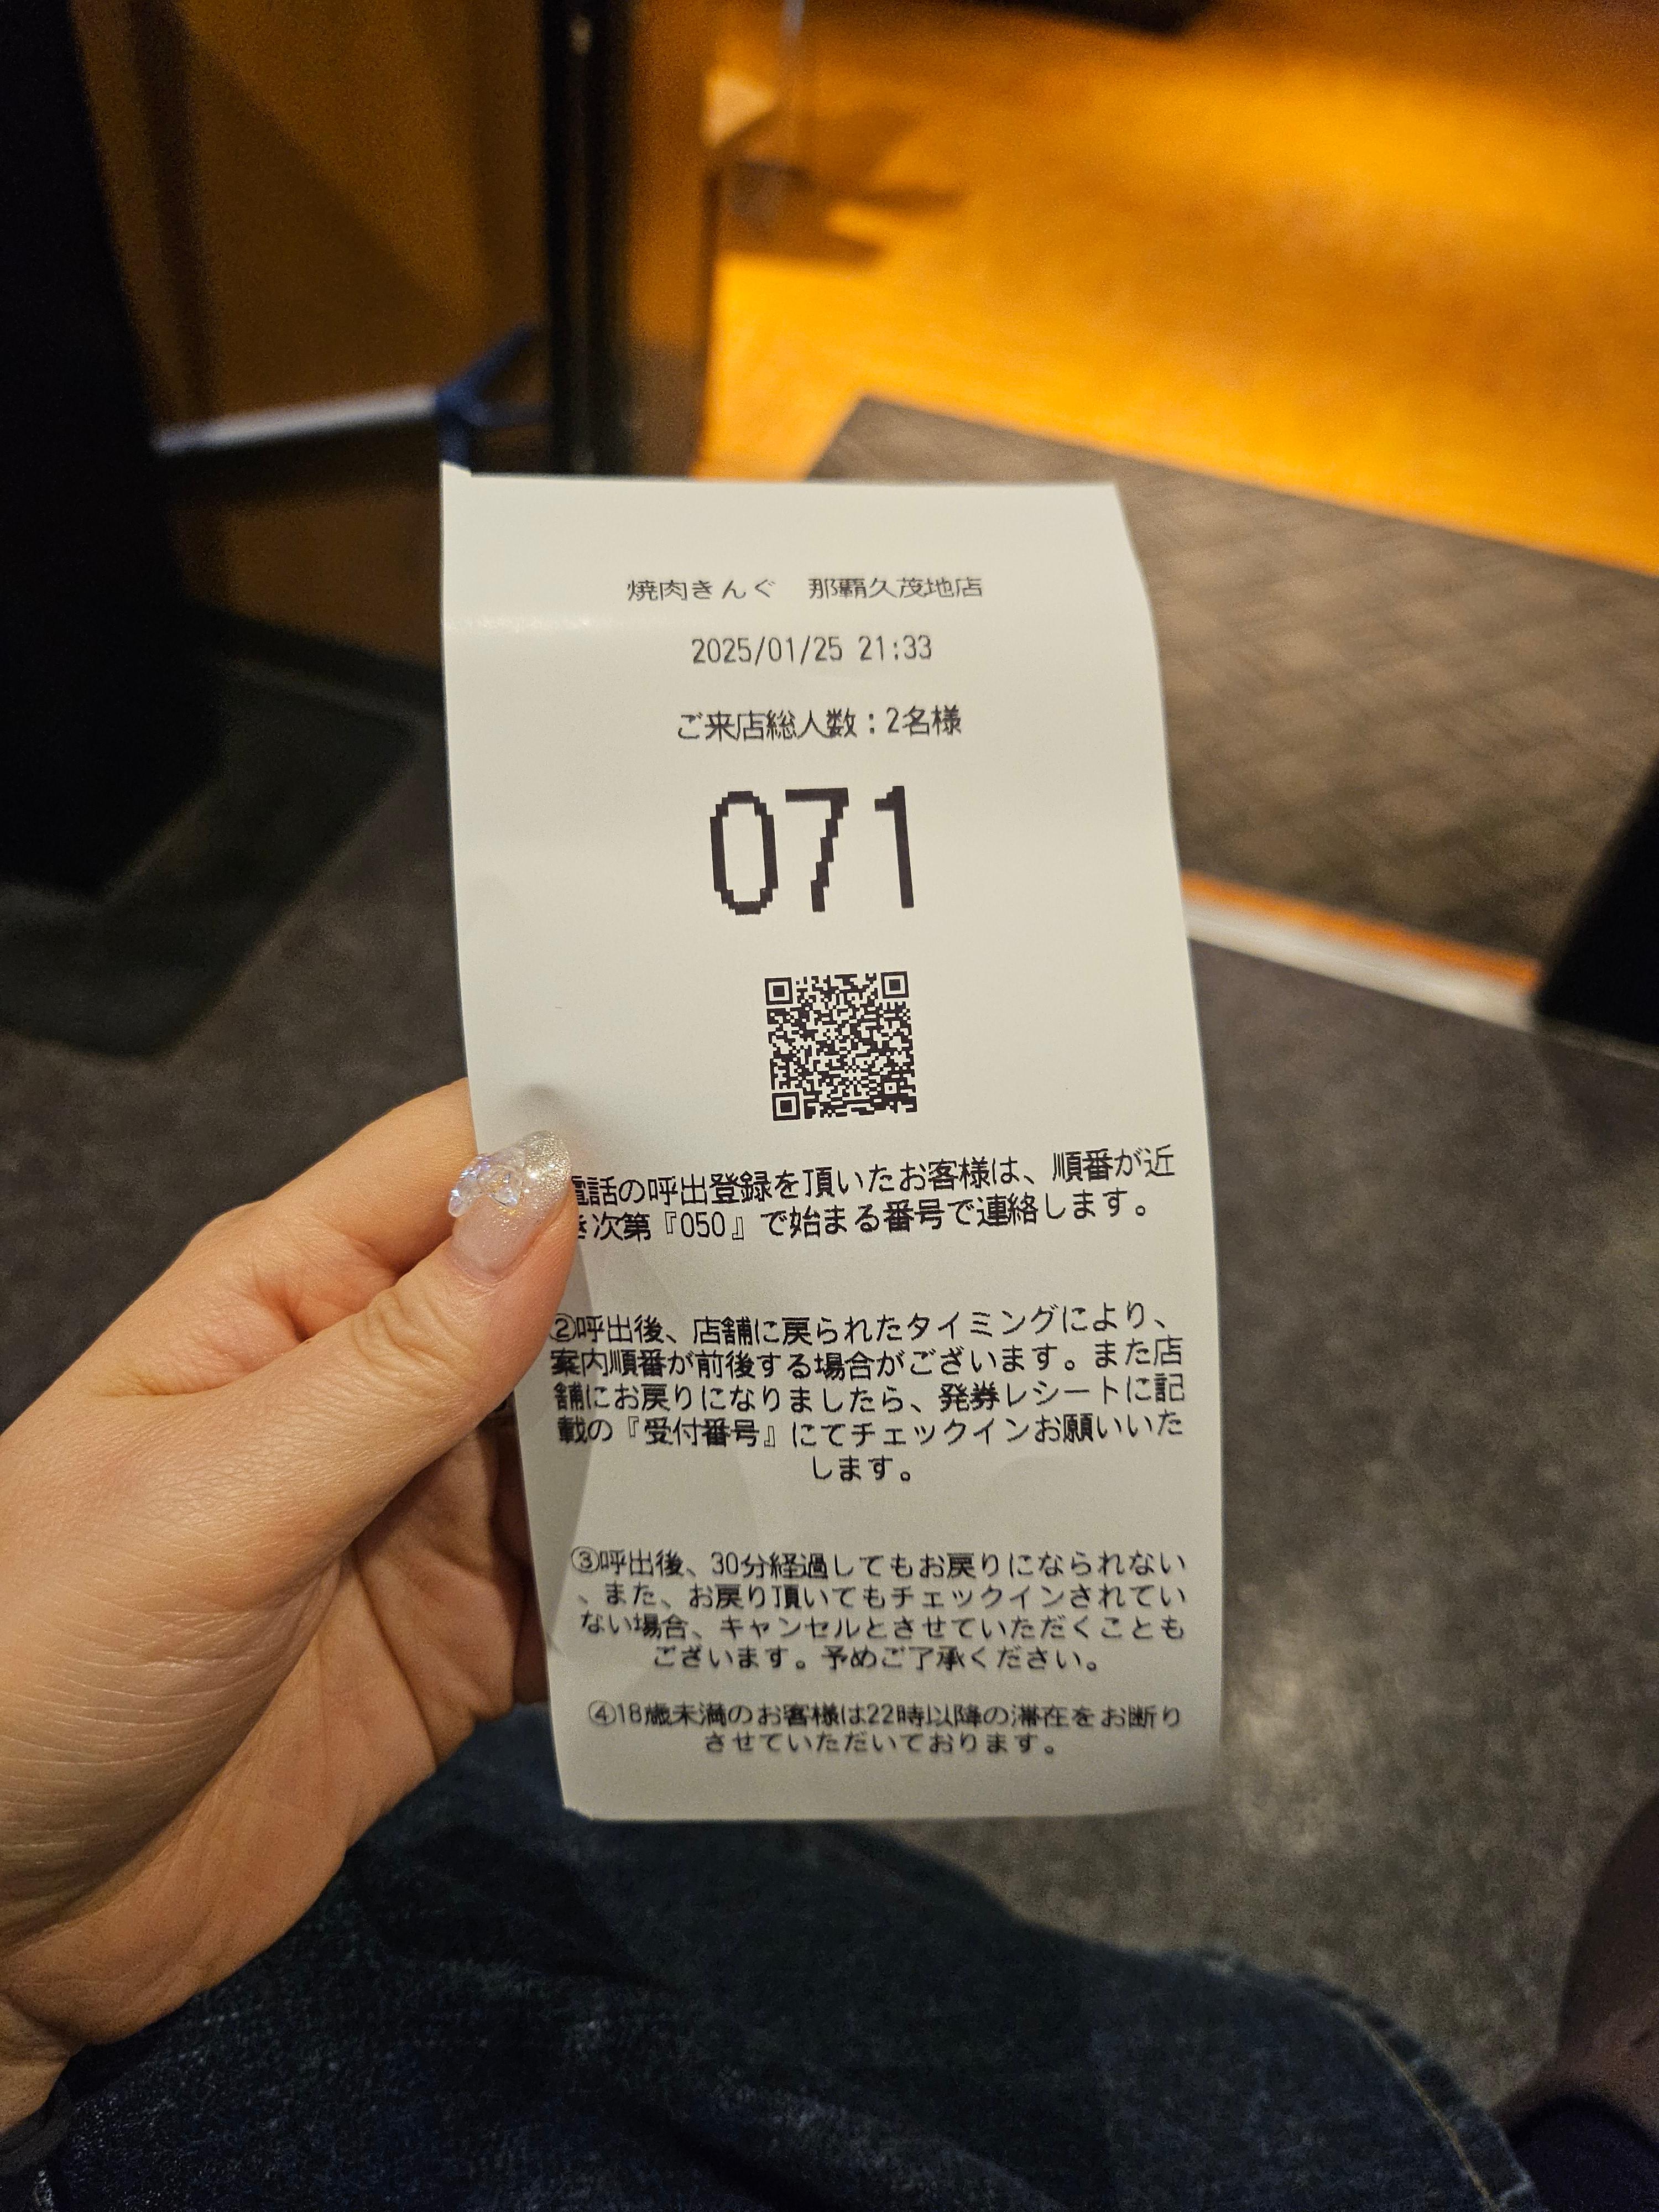 焼肉きんぐ　那覇久茂地店
2025/01/25 21:33
ご来店総人数：2名様
071
電話の呼出登録を頂いたお客様は、順番が近
き次第『050』で始まる番号で連絡します。
②呼出後、店舗に戻られたタイミングにより、
案内順番が前後する場合がございます。また店
舗にお戻りになりましたら、発券レシートに記
載の『受付番号』にてチェックインお願いいた
します。
③呼出後、30分経過してもお戻りになられない
、また、お戻り頂いてもチェックインされてい
ない場合、キャンセルとさせていただくことも
ございます。予めご了承ください。
④18歳未満のお客様は22時以降の滞在をお断り
させていただいております。